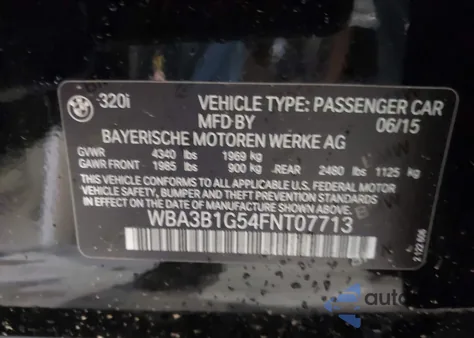 320i
VEHICLE TYPE: PASSENGER CAR
MFD BY 06/15
BAYERISCHE MOTOREN WERKE AG
GVWR 4340 lbs 1969 kg
GAWR FRONT 1985 lbs 900 kg .REAR 2480 lbs 1125 kg
THIS VEHICLE CONFORMS TO ALL APPLICABLE U.S. FEDERAL MOTOR
VEHICLE SAFETY, BUMPER, AND THEFT PREVENTION STANDARDS
IN EFFECT ON THE DATE OF MANUFACTURE SHOWN ABOVE.
WBA3B1G54FNT07713